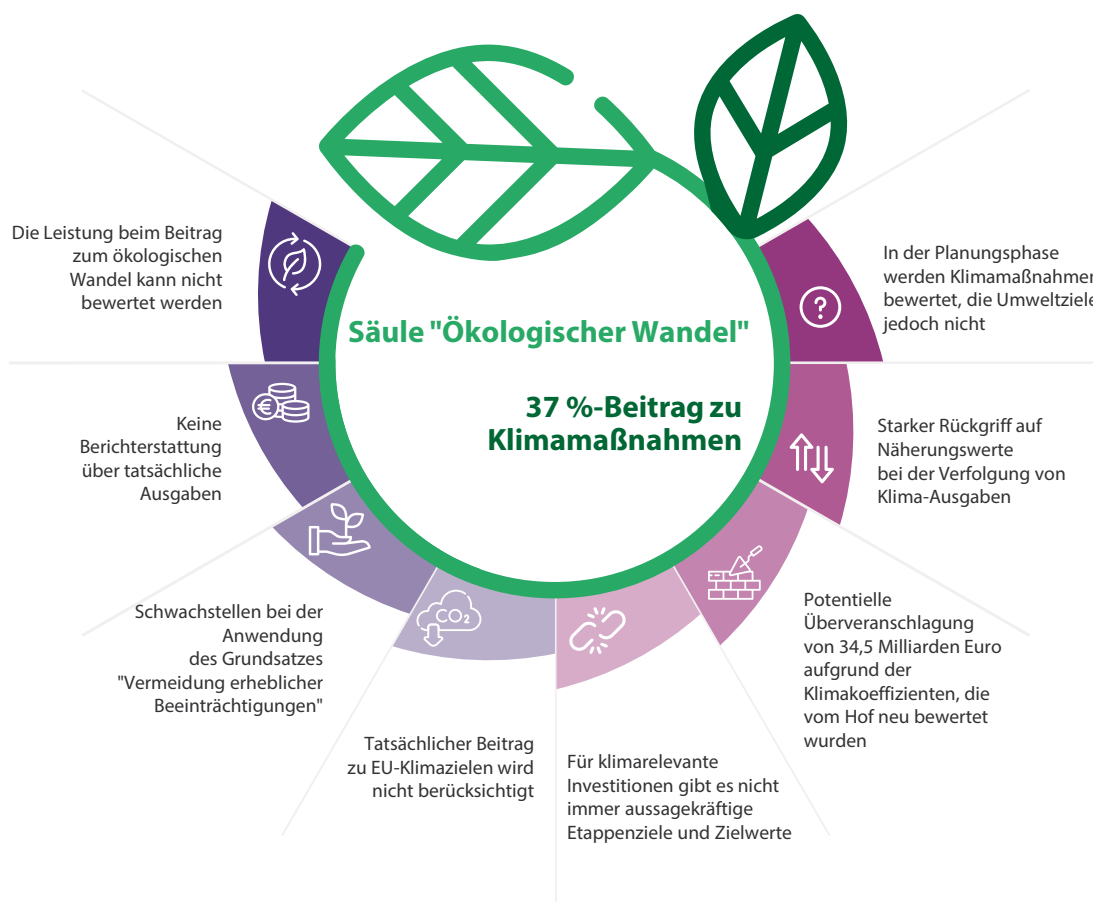 Säule "Ökologischer Wandel"
37 %-Beitrag zu
Klimamaßnahmen
In der Planungsphase
werden Klimamaßnahmen
bewertet, die Umweltziele
jedoch nicht
?
Starker Rückgriff auf
Näherungswerte
bei der Verfolgung von
Klima-Ausgaben
Potentielle
Überveranschlagung
von 34,5 Milliarden Euro
aufgrund der
Klimakoeffizienten, die
vom Hof neu bewertet
wurden
Für klimarelevante
Investitionen gibt es nicht
immer aussagekräftige
Etappenziele und Zielwerte
CO₂
Tatsächlicher Beitrag
zu EU-Klimazielen wird
nicht berücksichtigt
Schwachstellen bei der
Anwendung
des Grundsatzes
"Vermeidung erheblicher
Beeinträchtigungen"
€
Keine
Berichterstattung
über tatsächliche
Ausgaben
Die Leistung beim Beitrag
zum ökologischen
Wandel kann nicht
bewertet werden